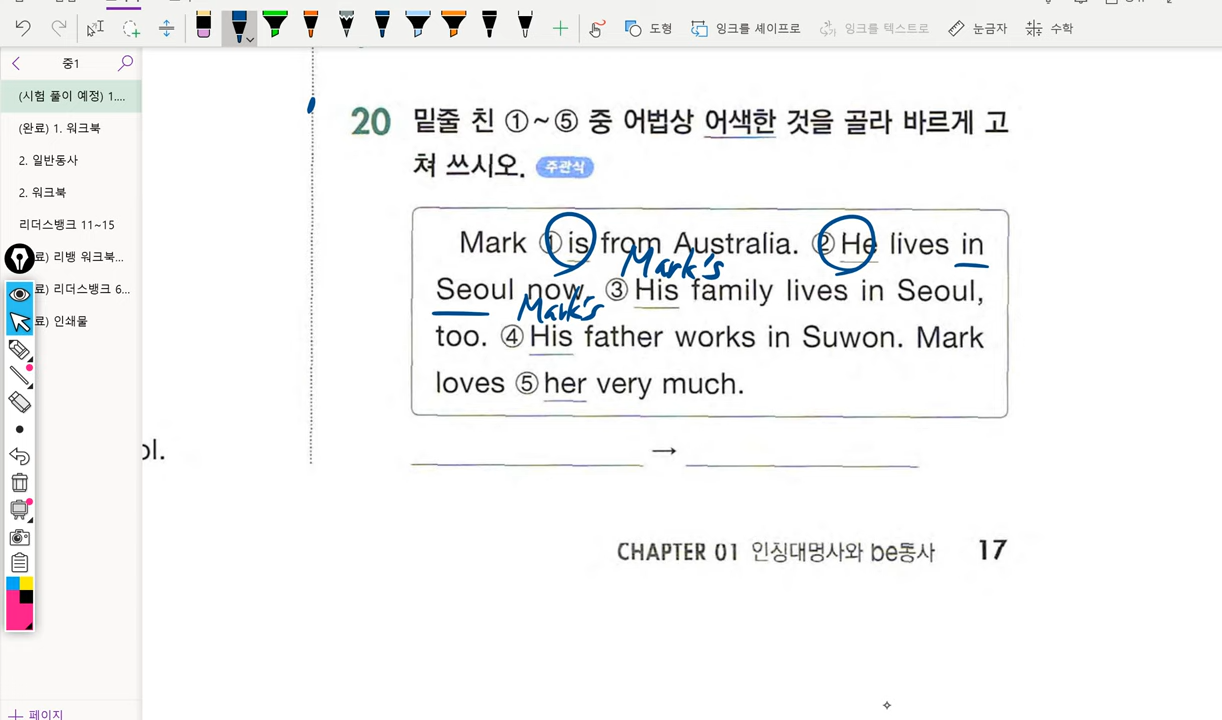 도형
잉크를 셰이프로
잉크를 텍스트로
눈금자
수학
중1
(시험 풀이 예정) 1....
(완료) 1. 워크북
2. 일반동사
2. 워크북
리더스뱅크 11~15
료) 리뱅 워크북...
료) 리더스뱅크 6...
료) 인쇄물
페이지
20 밑줄 친 ①~⑤ 중 어법상 어색한 것을 골라 바르게 고
쳐 쓰시오. 주관식
Mark ① is from Australia. ② He lives in
Mark's
Seoul now. ③ His family lives in Seoul,
Mark's
too. ④ His father works in Suwon. Mark
loves ⑤ her very much.
→
ol.
CHAPTER 01 인칭대명사와 be동사 17